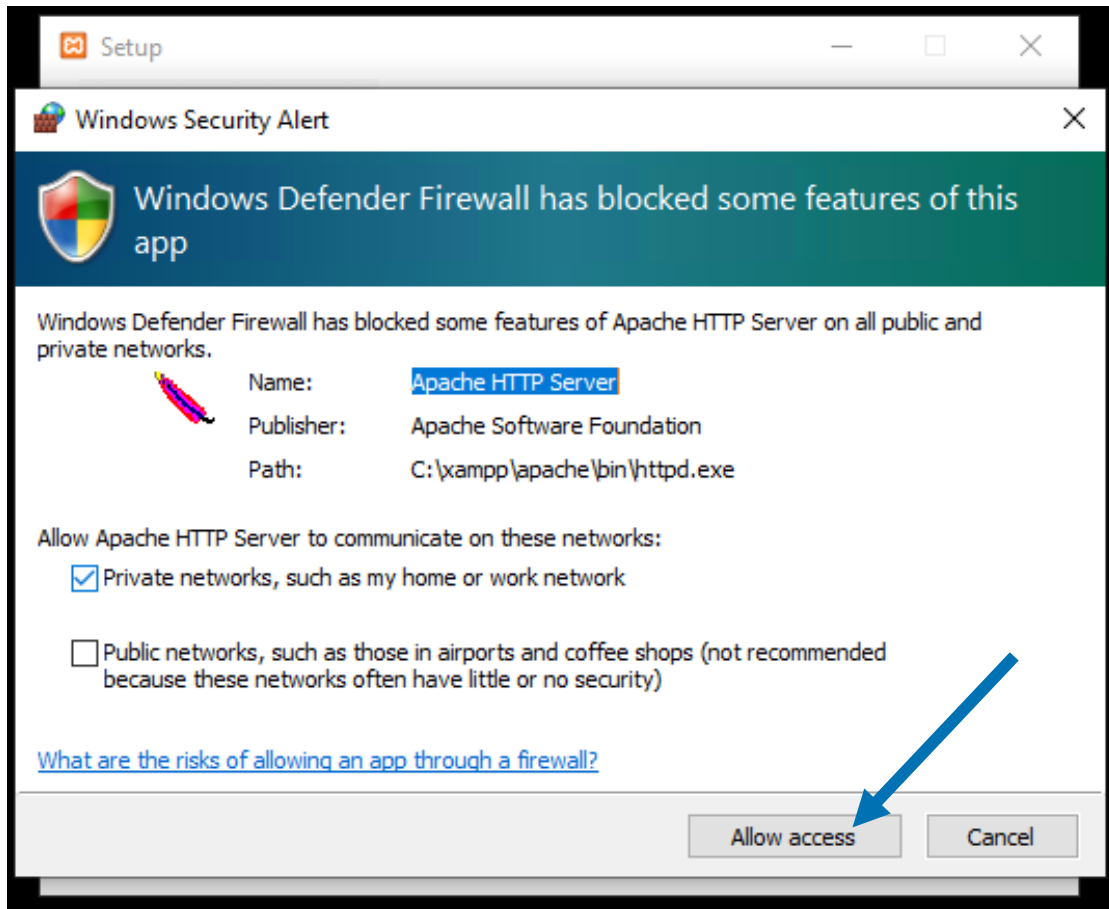 Setup
Windows Security Alert
Windows Defender Firewall has blocked some features of this
app
Windows Defender Firewall has blocked some features of Apache HTTP Server on all public and
private networks.
Name: Apache HTTP Server
Publisher: Apache Software Foundation
Path: C:\xampp\apache\bin\httpd.exe
Allow Apache HTTP Server to communicate on these networks:
Private networks, such as my home or work network
Public networks, such as those in airports and coffee shops (not recommended
because these networks often have little or no security)
What are the risks of allowing an app through a firewall?
Allow access Cancel